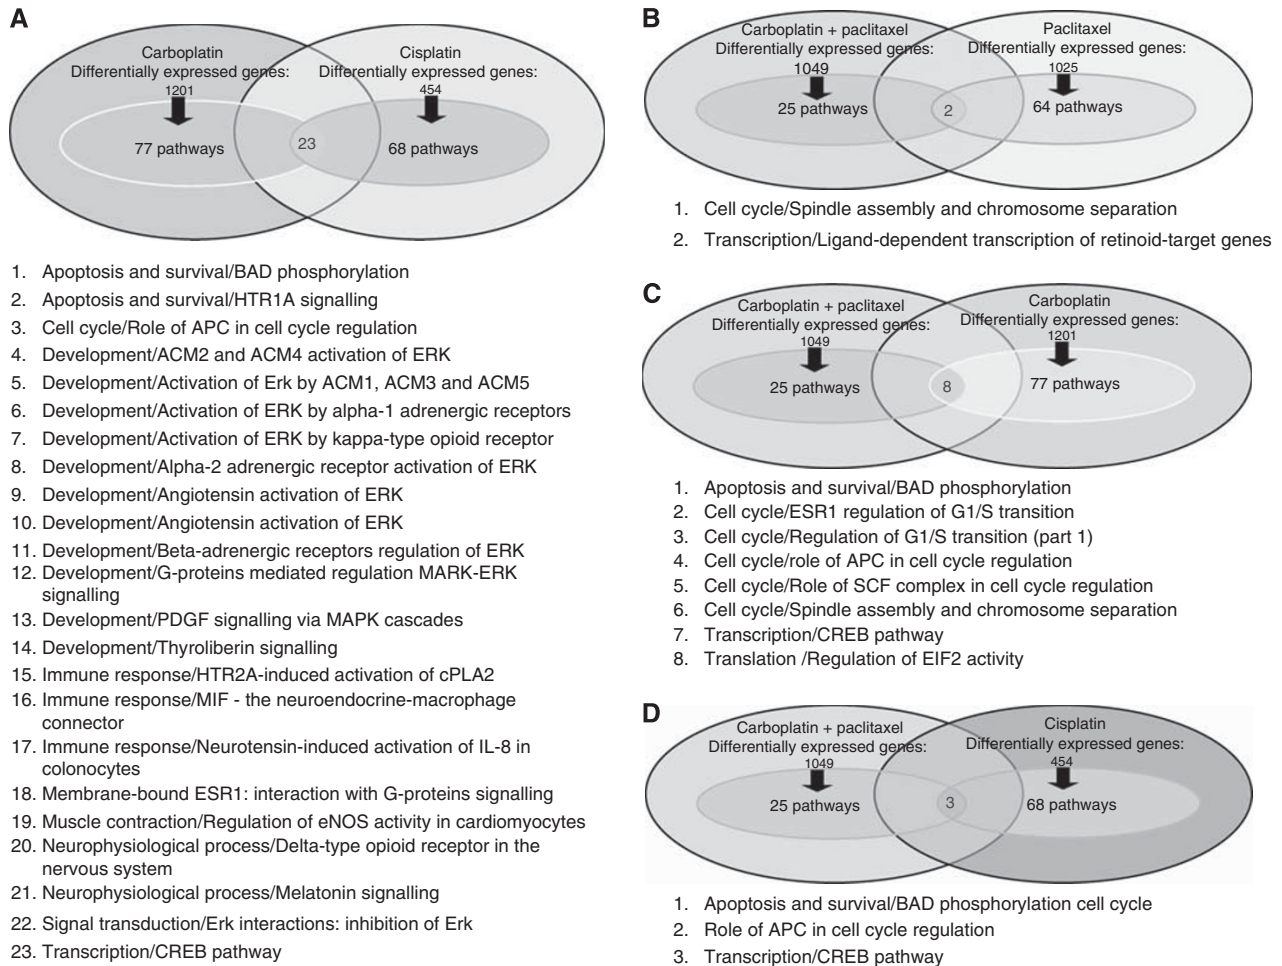 A
Carboplatin
Differentially expressed genes:
1201
77 pathways
23
Cisplatin
Differentially expressed genes:
454
68 pathways
1. Apoptosis and survival/BAD phosphorylation
2. Apoptosis and survival/HTR1A signalling
3. Cell cycle/Role of APC in cell cycle regulation
4. Development/ACM2 and ACM4 activation of ERK
5. Development/Activation of Erk by ACM1, ACM3 and ACM5
6. Development/Activation of ERK by alpha-1 adrenergic receptors
7. Development/Activation of ERK by kappa-type opioid receptor
8. Development/Alpha-2 adrenergic receptor activation of ERK
9. Development/Angiotensin activation of ERK
10. Development/Angiotensin activation of ERK
11. Development/Beta-adrenergic receptors regulation of ERK
12. Development/G-proteins mediated regulation MARK-ERK
signalling
13. Development/PDGF signalling via MAPK cascades
14. Development/Thyroliberin signalling
15. Immune response/HTR2A-induced activation of cPLA2
16. Immune response/MIF - the neuroendocrine-macrophage
connector
17. Immune response/Neurotensin-induced activation of IL-8 in
colonocytes
18. Membrane-bound ESR1: interaction with G-proteins signalling
19. Muscle contraction/Regulation of eNOS activity in cardiomyocytes
20. Neurophysiological process/Delta-type opioid receptor in the
nervous system
21. Neurophysiological process/Melatonin signalling
22. Signal transduction/Erk interactions: inhibition of Erk
23. Transcription/CREB pathway
B
Carboplatin + paclitaxel
Differentially expressed genes:
1049
25 pathways
2
Paclitaxel
Differentially expressed genes:
1025
64 pathways
1. Cell cycle/Spindle assembly and chromosome separation
2. Transcription/Ligand-dependent transcription of retinoid-target genes
C
Carboplatin + paclitaxel
Differentially expressed genes:
1049
25 pathways
8
Carboplatin
Differentially expressed genes:
1201
77 pathways
1. Apoptosis and survival/BAD phosphorylation
2. Cell cycle/ESR1 regulation of G1/S transition
3. Cell cycle/Regulation of G1/S transition (part 1)
4. Cell cycle/role of APC in cell cycle regulation
5. Cell cycle/Role of SCF complex in cell cycle regulation
6. Cell cycle/Spindle assembly and chromosome separation
7. Transcription/CREB pathway
8. Translation /Regulation of EIF2 activity
D
Carboplatin + paclitaxel
Differentially expressed genes:
1049
25 pathways
3
Cisplatin
Differentially expressed genes:
454
68 pathways
1. Apoptosis and survival/BAD phosphorylation cell cycle
2. Role of APC in cell cycle regulation
3. Transcription/CREB pathway